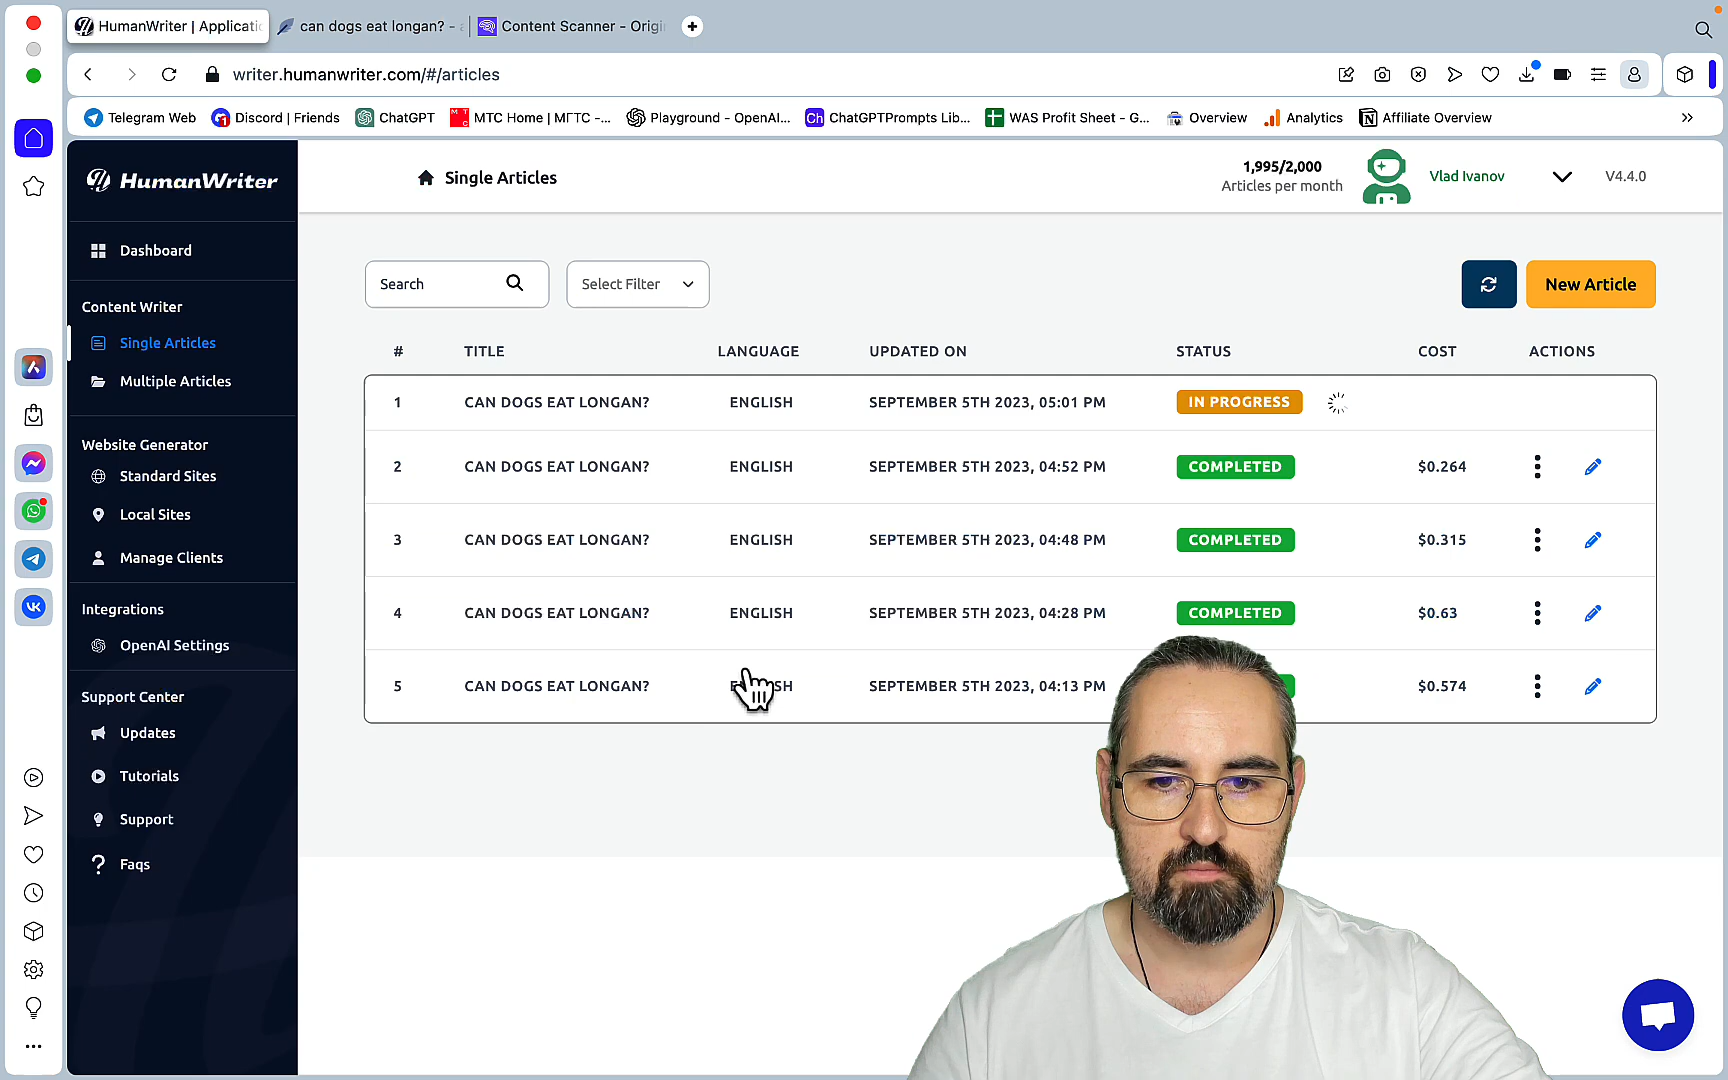 HumanWriter | Applicatio
can dogs eat longan? - a
Content Scanner - Origi
writer.humanwriter.com/#/articles
Telegram Web
Discord | Friends
ChatGPT
МТС Home | МГТС -...
Playground - OpenAI...
ChatGPTPrompts Lib...
WAS Profit Sheet - G...
Overview
Analytics
Affiliate Overview
HumanWriter
Single Articles
1,995/2,000
Articles per month
Vlad Ivanov
V4.4.0
Dashboard
Content Writer
Single Articles
Multiple Articles
Website Generator
Standard Sites
Local Sites
Manage Clients
Integrations
OpenAI Settings
Support Center
Updates
Tutorials
Support
Faqs
Search
Select Filter
New Article
# TITLE LANGUAGE UPDATED ON STATUS COST ACTIONS
1 CAN DOGS EAT LONGAN? ENGLISH SEPTEMBER 5TH 2023, 05:01 PM IN PROGRESS
2 CAN DOGS EAT LONGAN? ENGLISH SEPTEMBER 5TH 2023, 04:52 PM COMPLETED $0.264
3 CAN DOGS EAT LONGAN? ENGLISH SEPTEMBER 5TH 2023, 04:48 PM COMPLETED $0.315
4 CAN DOGS EAT LONGAN? ENGLISH SEPTEMBER 5TH 2023, 04:28 PM COMPLETED $0.63
5 CAN DOGS EAT LONGAN? SEPTEMBER 5TH 2023, 04:13 PM $0.574